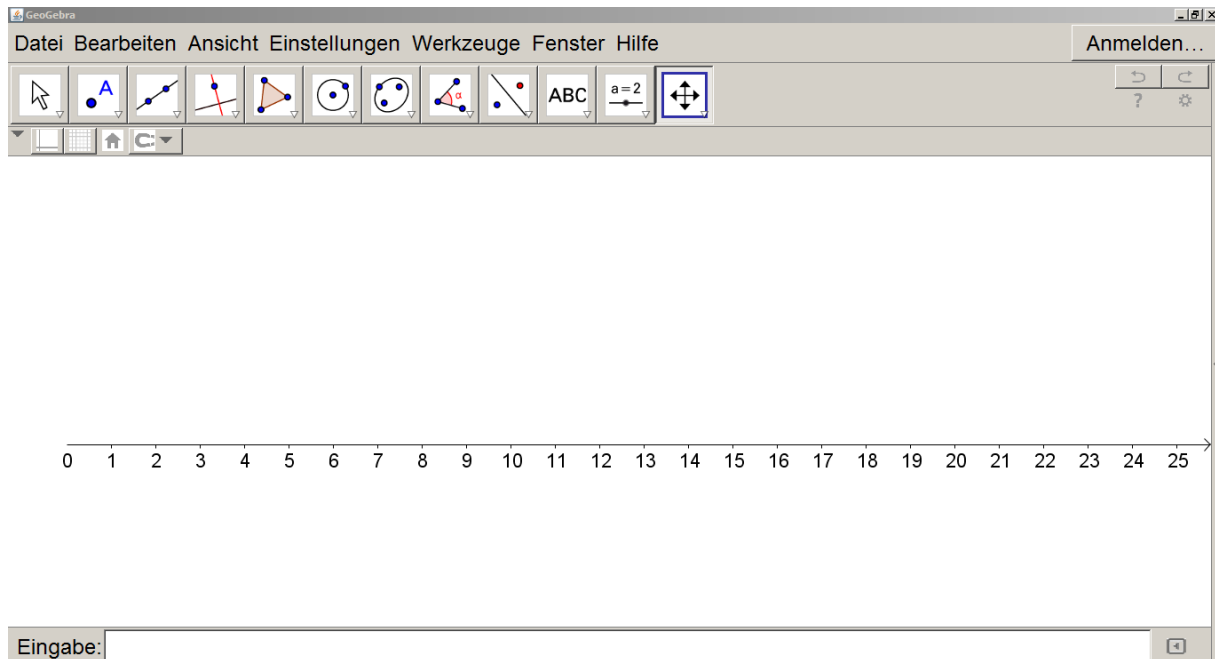 GeoGebra
Datei Bearbeiten Ansicht Einstellungen Werkzeuge Fenster Hilfe Anmelden...
A α ABC a = 2 ?
0 1 2 3 4 5 6 7 8 9 10 11 12 13 14 15 16 17 18 19 20 21 22 23 24 25
Eingabe: